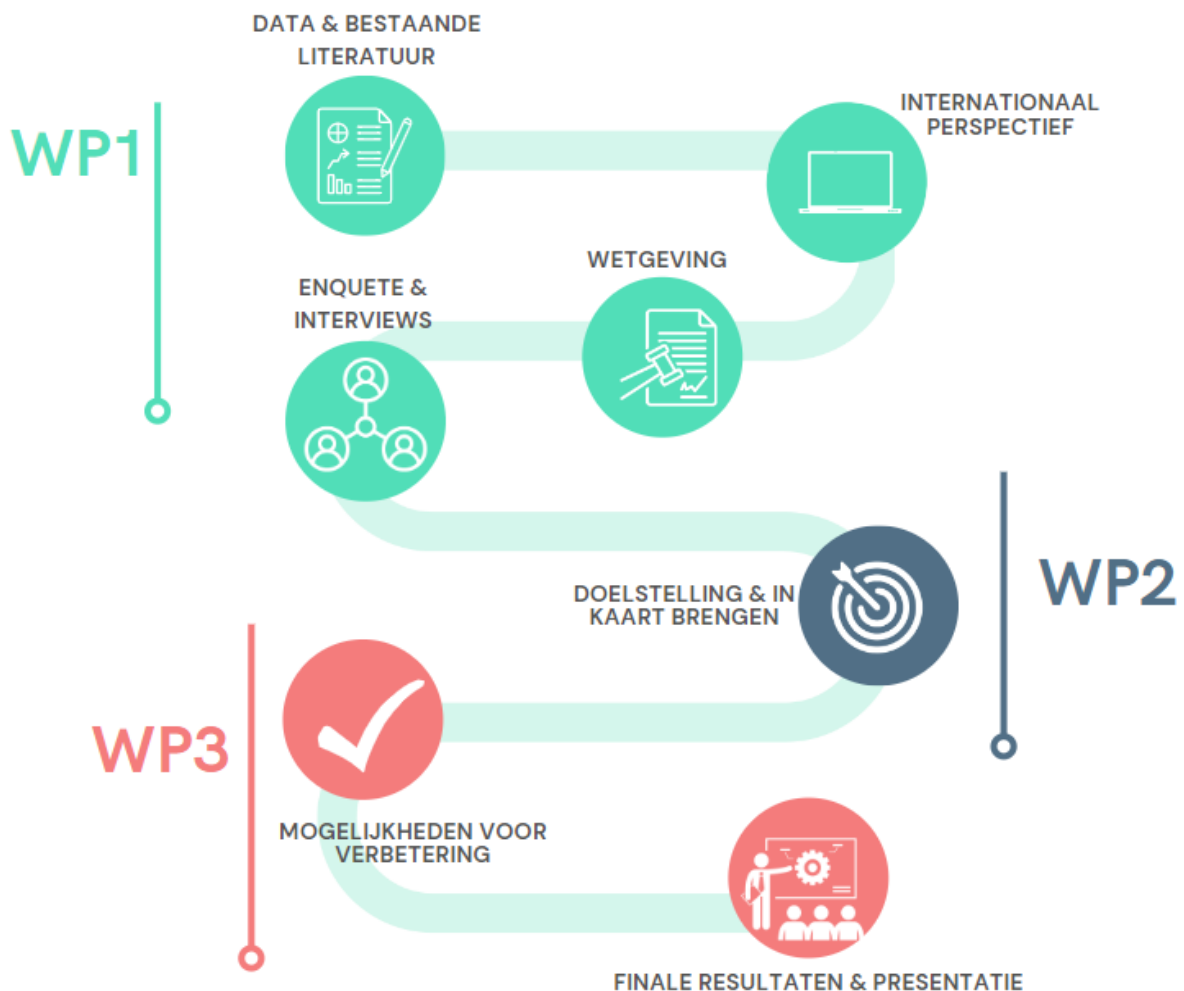 DATA & BESTAANDE
LITERATUUR
WP1
INTERNATIONAAL
PERSPECTIEF
WETGEVING
ENQUETE &
INTERVIEWS
WP2
DOELSTELLING & IN
KAART BRENGEN
WP3
MOGELIJKHEDEN VOOR
VERBETERING
FINALE RESULTATEN & PRESENTATIE